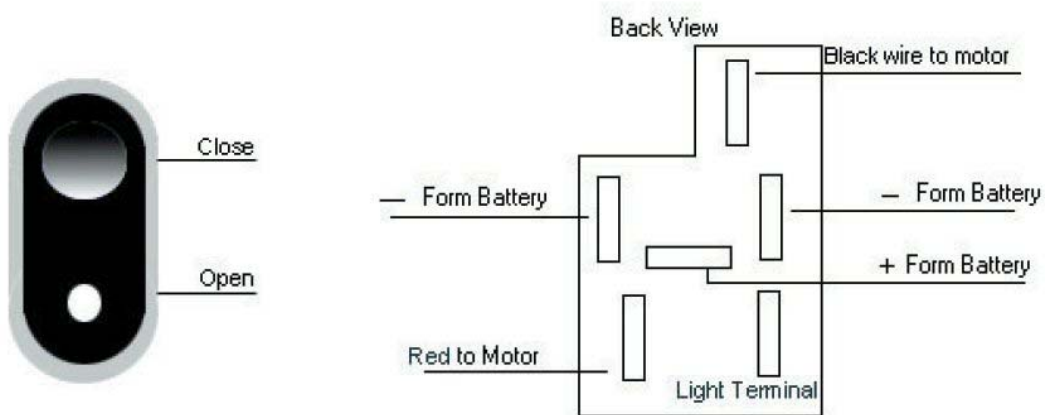 Back View
Black wire to motor
Close
— Form Battery
— Form Battery
Open
+ Form Battery
Red to Motor
Light Terminal